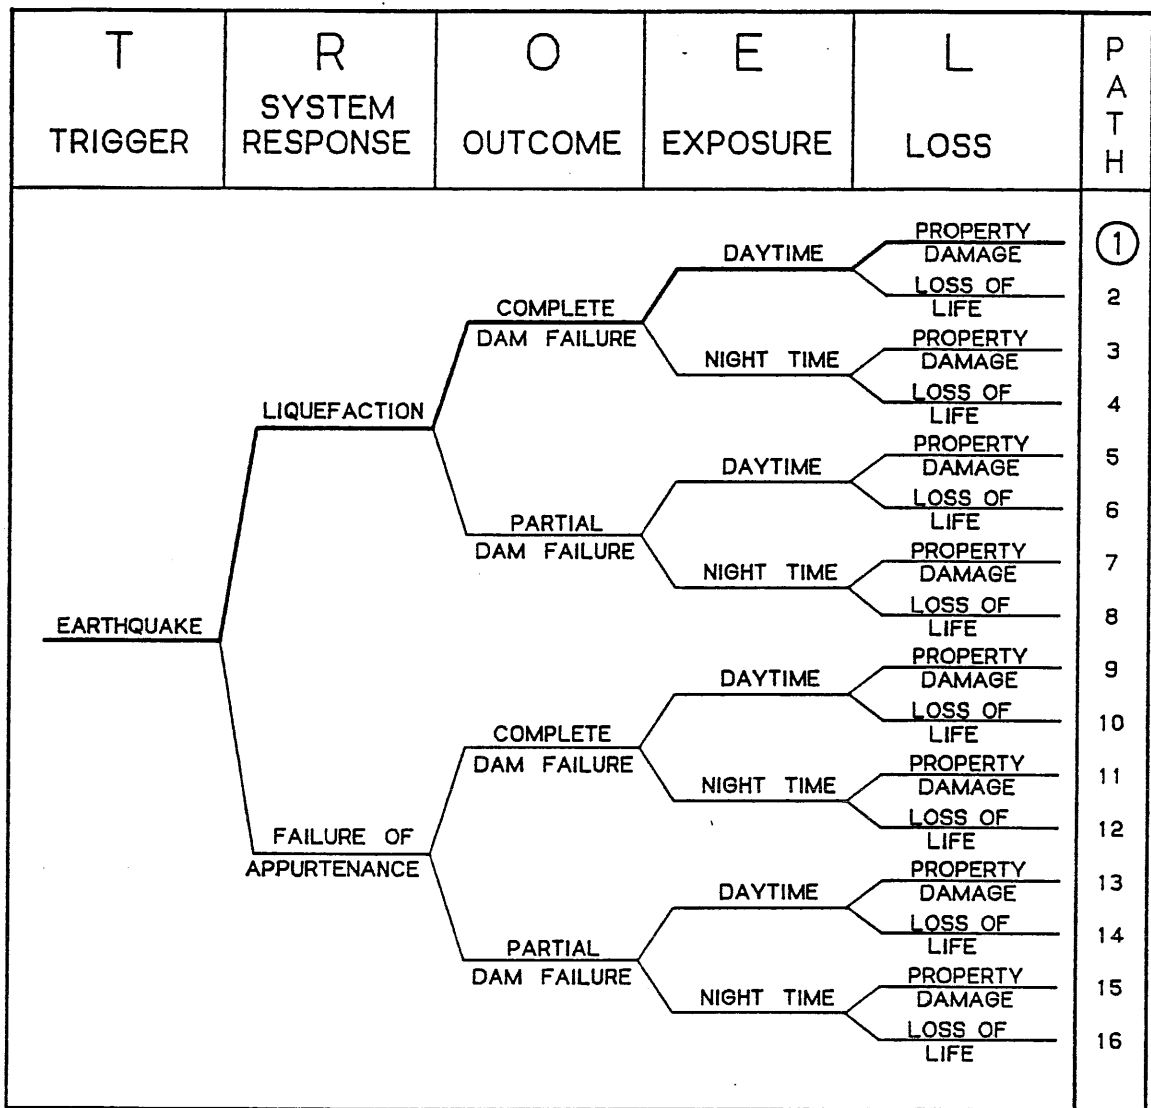 T R O E L
P
A
T
H
TRIGGER
SYSTEM
RESPONSE
OUTCOME
EXPOSURE
LOSS
EARTHQUAKE
LIQUEFACTION
FAILURE OF
APPURTENANCE
COMPLETE
DAM FAILURE
PARTIAL
DAM FAILURE
COMPLETE
DAM FAILURE
PARTIAL
DAM FAILURE
DAYTIME
NIGHT TIME
DAYTIME
NIGHT TIME
DAYTIME
NIGHT TIME
DAYTIME
NIGHT TIME
PROPERTY
DAMAGE
1
LOSS OF
LIFE
2
PROPERTY
DAMAGE
3
LOSS OF
LIFE
4
PROPERTY
DAMAGE
5
LOSS OF
LIFE
6
PROPERTY
DAMAGE
7
LOSS OF
LIFE
8
PROPERTY
DAMAGE
9
LOSS OF
LIFE
10
PROPERTY
DAMAGE
11
LOSS OF
LIFE
12
PROPERTY
DAMAGE
13
LOSS OF
LIFE
14
PROPERTY
DAMAGE
15
LOSS OF
LIFE
16